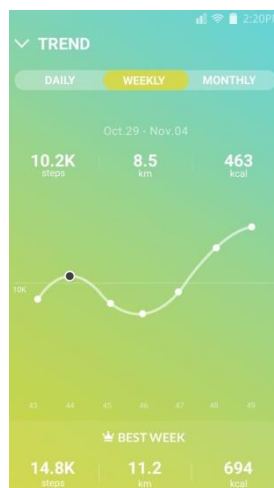 2:20P
TREND
DAILY WEEKLY MONTHLY
Oct.29 - Nov.04
10.2K 8.5 463
steps km kcal
10K
43 44 45 46 47 48 49
BEST WEEK
14.8K 11.2 694
steps km kcal